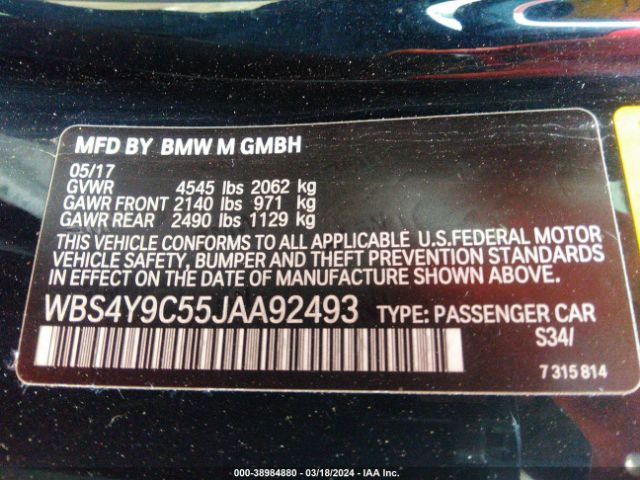 MFD BY BMW M GMBH
05/17
GVWR 4545 lbs 2062 kg
GAWR FRONT 2140 lbs 971 kg
GAWR REAR 2490 lbs 1129 kg
THIS VEHICLE CONFORMS TO ALL APPLICABLE U.S.FEDERAL MOTOR
VEHICLE SAFETY, BUMPER AND THEFT PREVENTION STANDARDS
IN EFFECT ON THE DATE OF MANUFACTURE SHOWN ABOVE.
WBS4Y9C55JAA92493 TYPE: PASSENGER CAR
S34/
7 315 814
000-38984880 - 03/18/2024 - IAA Inc.